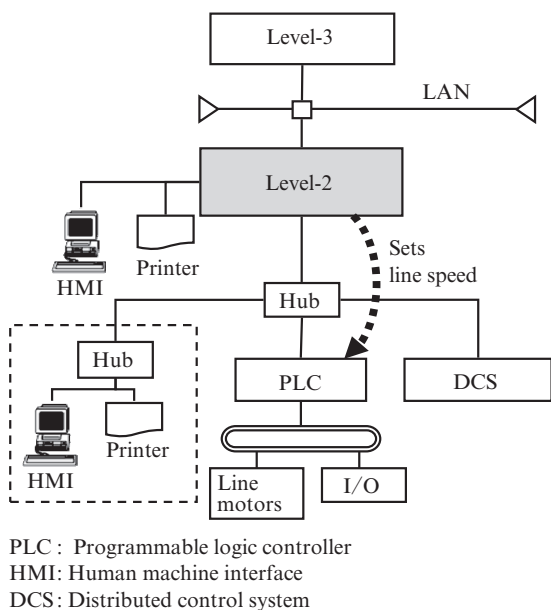 Level-3
LAN
Level-2
Sets
line speed
HMI
Printer
Hub
Hub
PLC
DCS
Printer
HMI
Line
motors
I/O
PLC : Programmable logic controller
HMI: Human machine interface
DCS: Distributed control system